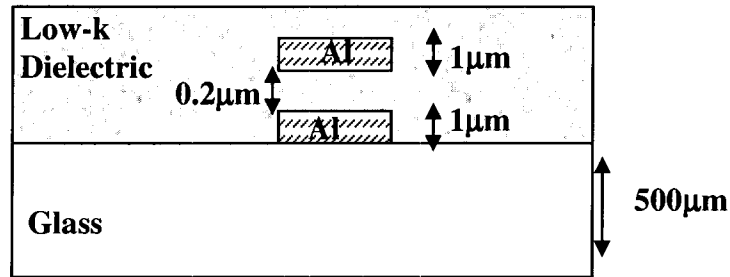 Low-k
Dielectric
Al
1µm
0.2µm
Al
1µm
500µm
Glass